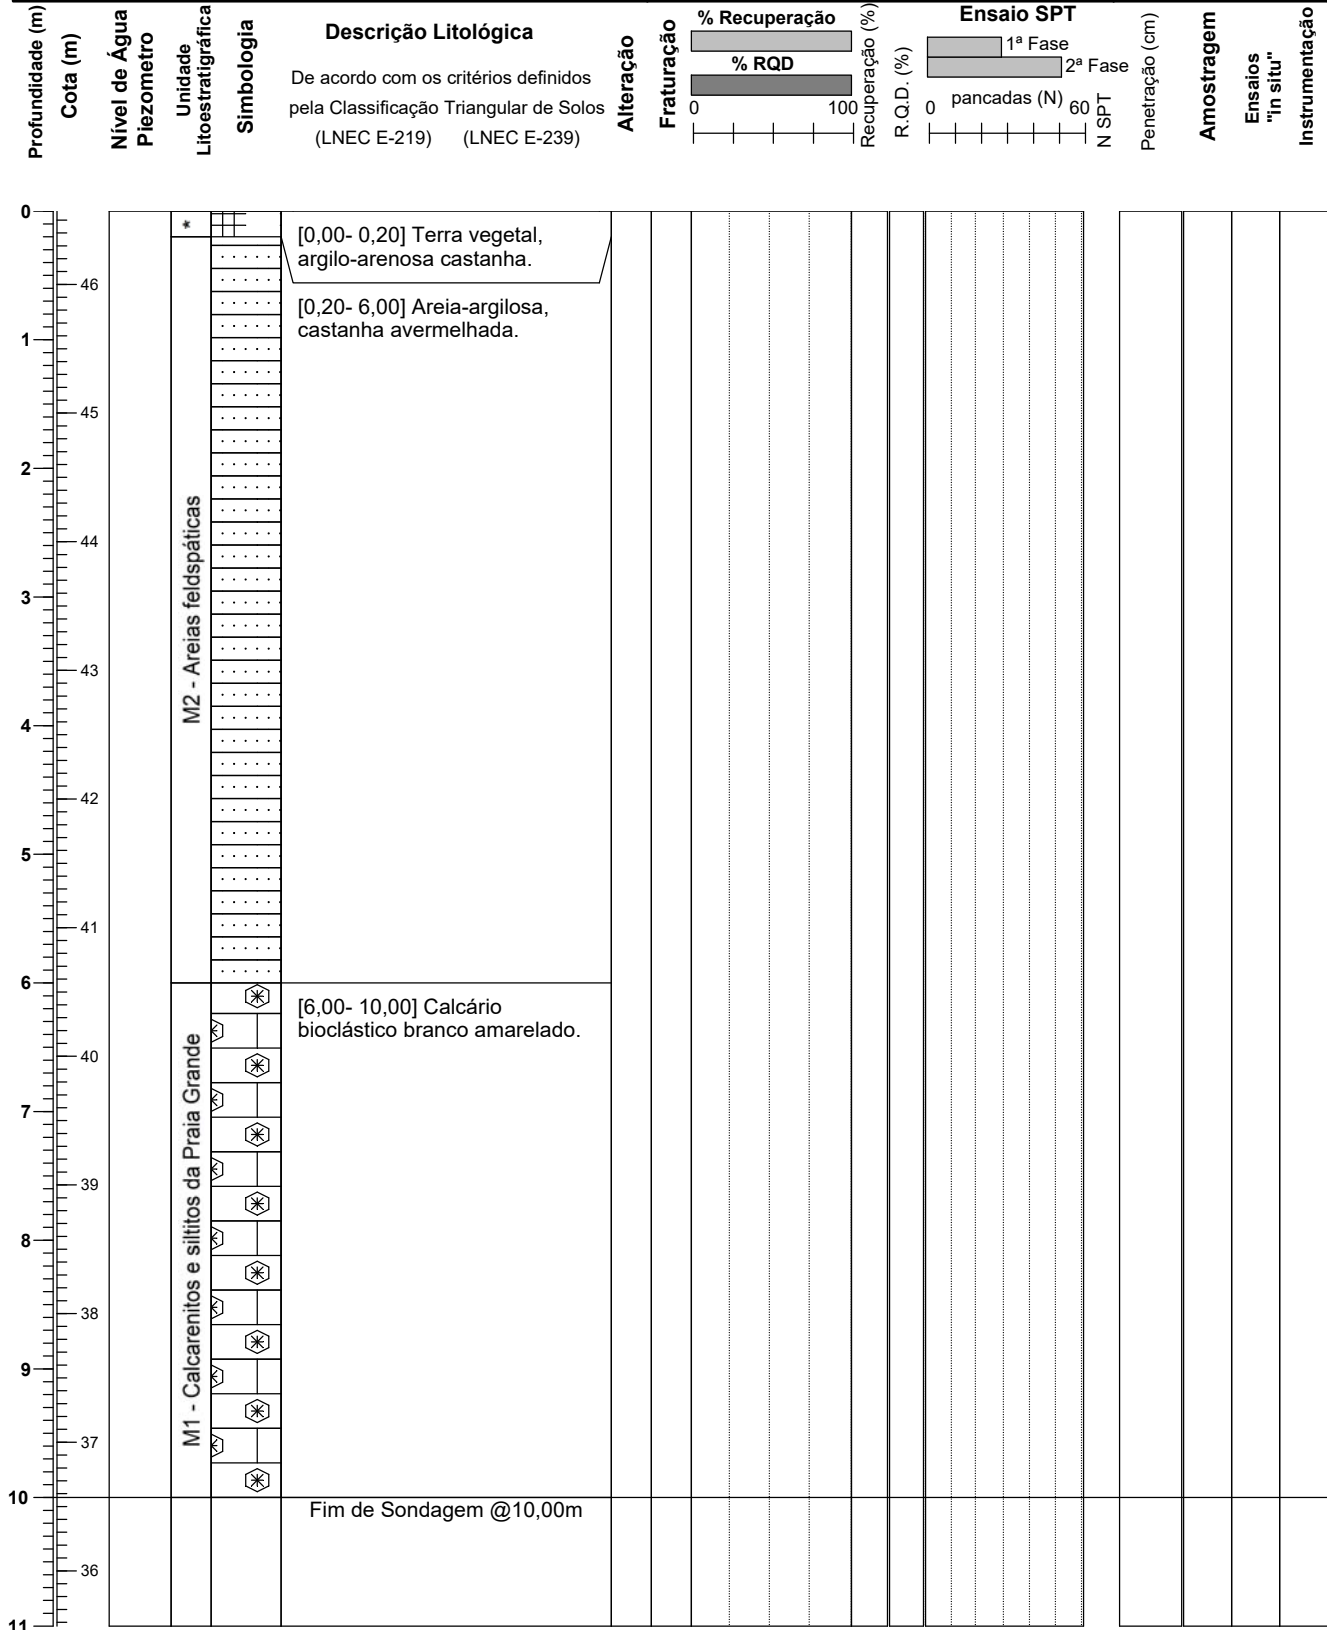 Profundidade (m)
Cota (m)
Nível de Água
Piezometro
Unidade
Litoestratigráfica
Simbologia
Descrição Litológica
De acordo com os critérios definidos
pela Classificação Triangular de Solos
(LNEC E-219) (LNEC E-239)
Alteração
Fraturação
% Recuperação
% RQD
0 100
Recuperação (%)
R.Q.D. (%)
Ensaio SPT
1ª Fase
2ª Fase
pancadas (N)
0 60
N SPT
Penetração (cm)
Amostragem
Ensaios
"in situ"
Instrumentação
0
*
[0,00- 0,20] Terra vegetal,
argilo-arenosa castanha.
46
[0,20- 6,00] Areia-argilosa,
castanha avermelhada.
1
45
2
M2 - Areias feldspáticas
44
3
43
4
42
5
41
6
[6,00- 10,00] Calcário
bioclástico branco amarelado.
M1 - Calcarenitos e siltitos da Praia Grande
40
7
39
8
38
9
37
10
Fim de Sondagem @10,00m
36
11